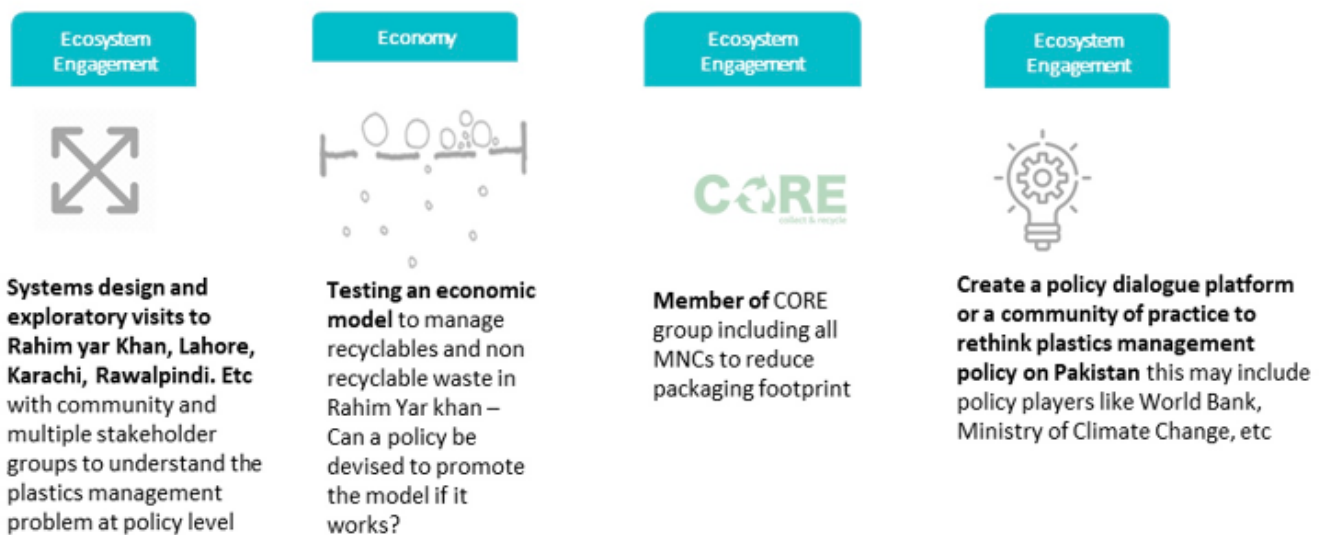 Ecosystem
Engagement
Systems design and
exploratory visits to
Rahim yar Khan, Lahore,
Karachi, Rawalpindi. Etc
with community and
multiple stakeholder
groups to understand the
plastics management
problem at policy level
Economy
Testing an economic
model to manage
recyclables and non
recyclable waste in
Rahim Yar khan –
Can a policy be
devised to promote
the model if it
works?
Ecosystem
Engagement
CORE
collect & recycle
Member of CORE
group including all
MNCs to reduce
packaging footprint
Ecosystem
Engagement
Create a policy dialogue platform
or a community of practice to
rethink plastics management
policy on Pakistan this may include
policy players like World Bank,
Ministry of Climate Change, etc